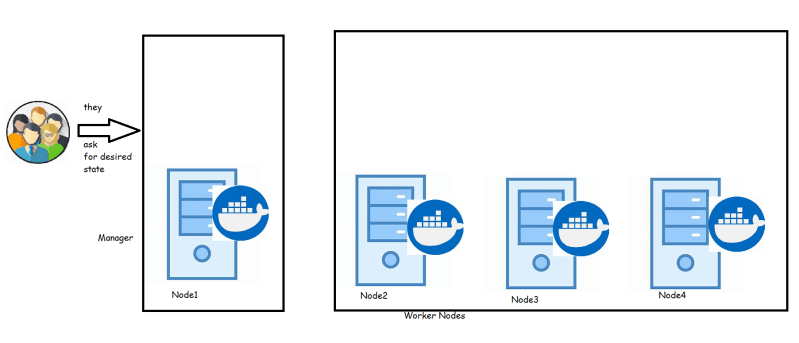 they
ask
for desired
state
Manager
Node1
Node2
Node3
Node4
Worker Nodes